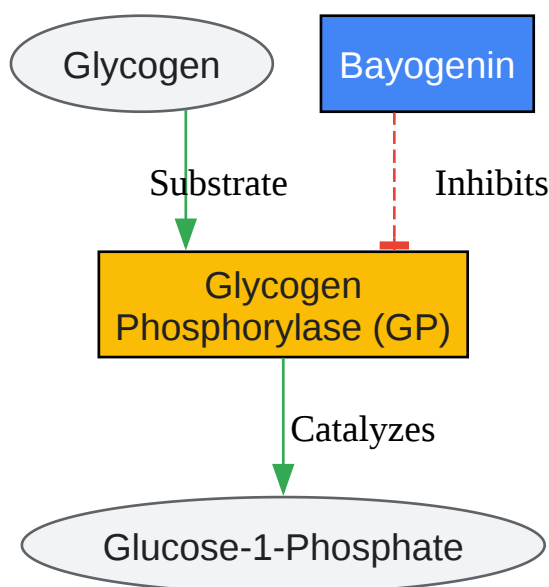 Glycogen
Bayogenin
Substrate
Inhibits
Glycogen
Phosphorylase (GP)
Catalyzes
Glucose-1-Phosphate